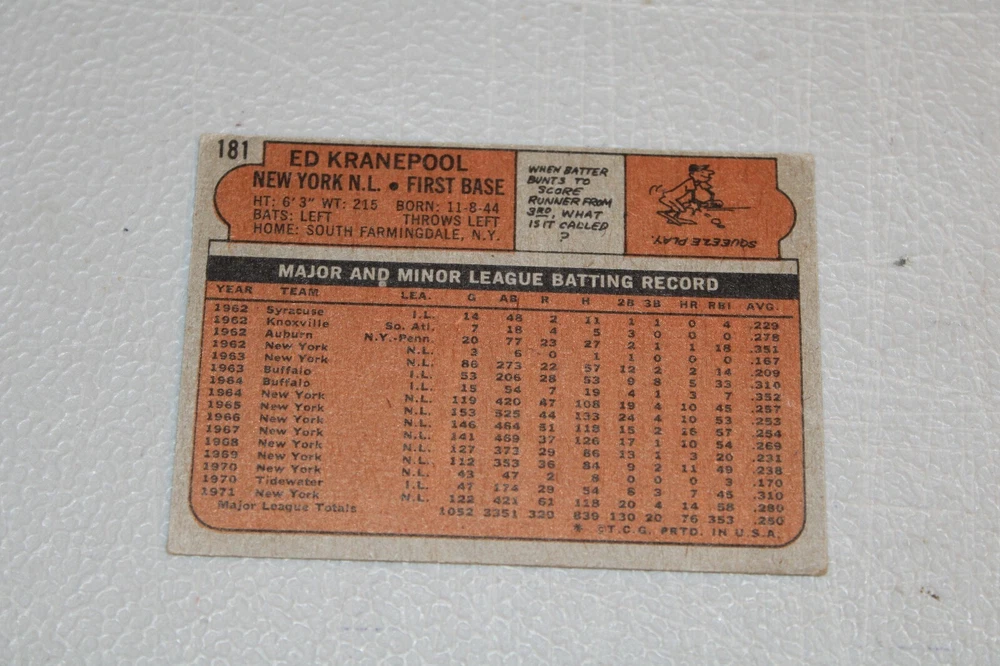 181
ED KRANEPOOL
NEW YORK N.L. • FIRST BASE
HT: 6'3" WT: 215 BORN: 11-8-44
BATS: LEFT THROWS LEFT
HOME: SOUTH FARMINGDALE, N.Y.
WHEN BATTER
BUNTS TO
SCORE
RUNNER FROM
3RD, WHAT
IS IT CALLED
?
SQUEEZE PLAY.
MAJOR AND MINOR LEAGUE BATTING RECORD
YEAR TEAM LEA. G AB R H 2B 3B HR RBI AVG.
1962 Syracuse I.L. 14 48 2 11 1 1 0 4 .229
1962 Knoxville So. Atl. 7 18 4 5 3 0 0 0 .278
1962 Auburn N.Y.-Penn. 20 77 23 27 2 1 1 18 .351
1962 New York N.L. 3 6 0 1 1 0 0 0 .167
1963 New York N.L. 86 273 22 57 12 2 2 14 .209
1963 Buffalo I.L. 53 206 28 53 9 8 5 33 .310
1964 Buffalo I.L. 15 54 7 19 4 1 3 7 .352
1964 New York N.L. 119 420 47 108 19 4 10 45 .257
1965 New York N.L. 153 525 44 133 24 4 10 53 .253
1966 New York N.L. 146 464 51 118 15 2 16 57 .254
1967 New York N.L. 141 469 37 126 17 1 10 54 .269
1968 New York N.L. 127 373 29 86 13 1 3 20 .231
1969 New York N.L. 112 353 36 84 9 2 11 49 .238
1970 New York N.L. 43 47 2 8 0 0 0 3 .170
1970 Tidewater I.L. 47 174 29 54 6 3 7 45 .310
1971 New York N.L. 122 421 61 118 20 4 14 58 .280
Major League Totals 1052 3351 329 839 130 20 76 353 .250
* ©T.C.G. PRTD. IN U.S.A.